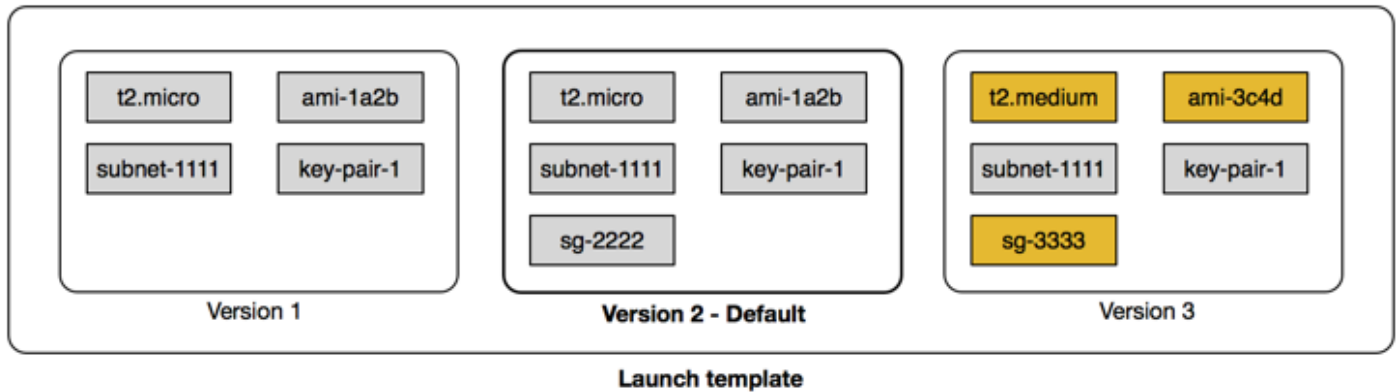 t2.micro
ami-1a2b
subnet-1111
key-pair-1
Version 1
t2.micro
ami-1a2b
subnet-1111
key-pair-1
sg-2222
Version 2 - Default
t2.medium
ami-3c4d
subnet-1111
key-pair-1
sg-3333
Version 3
Launch template